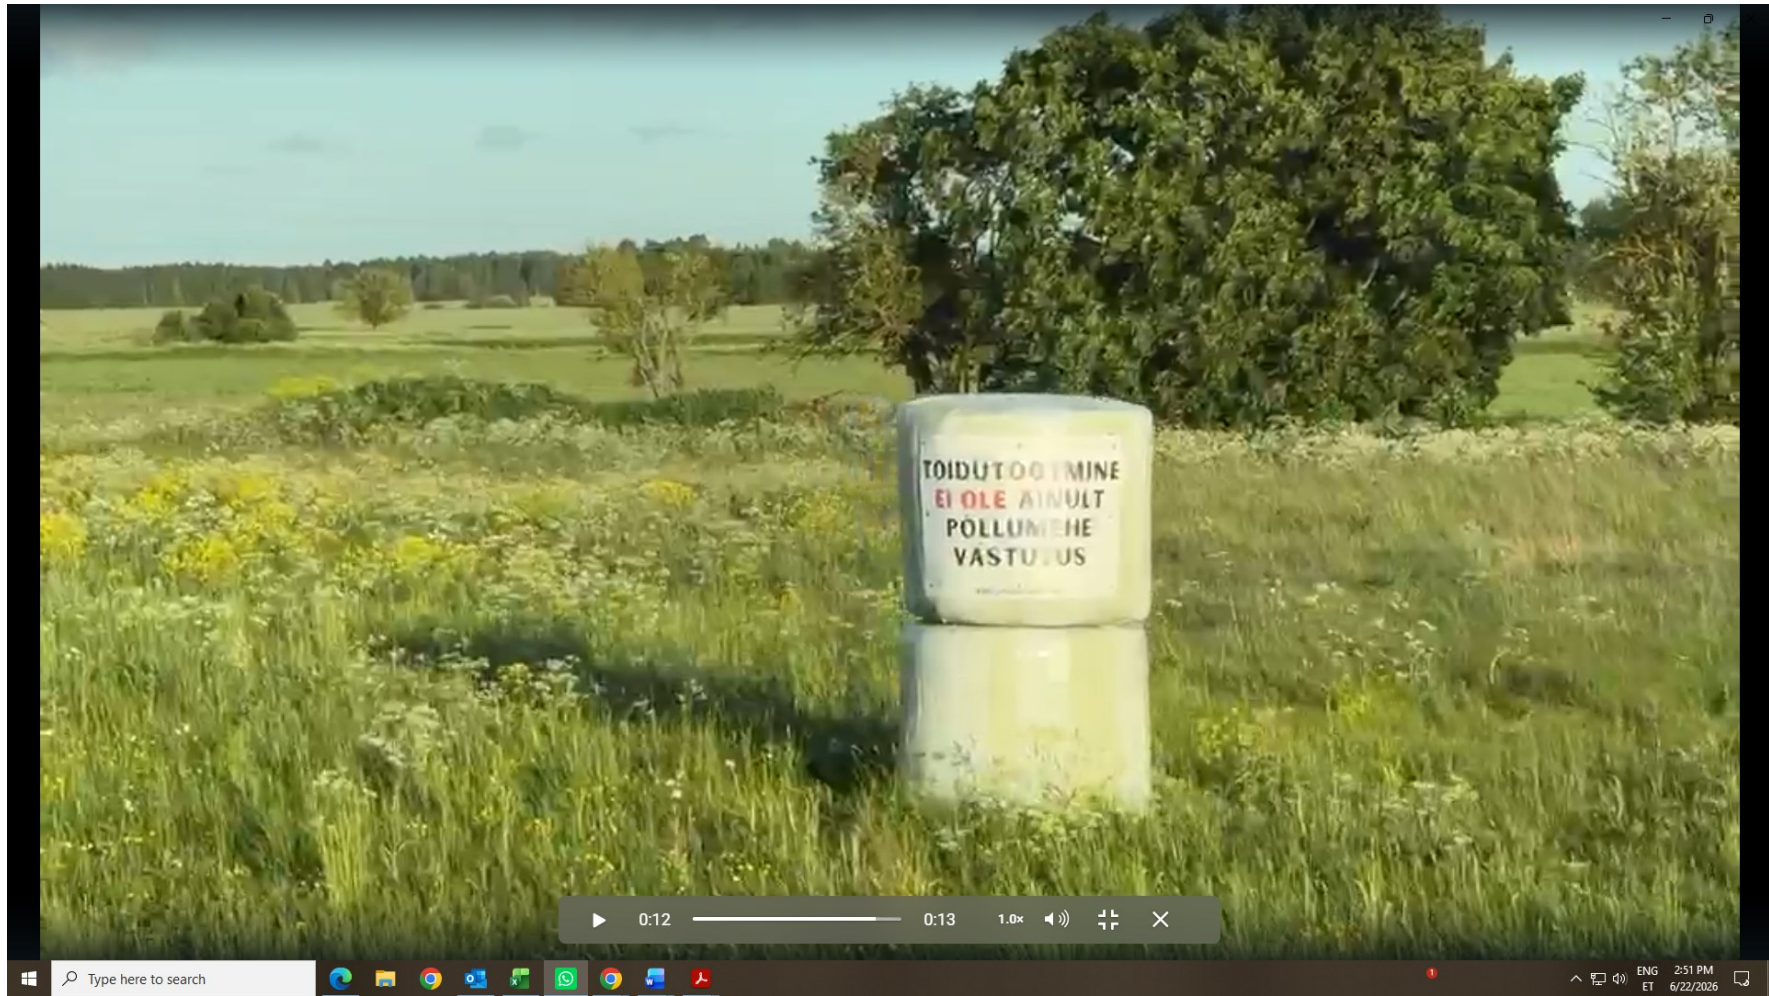 TOIDUTOOTMINE
EI OLE AINULT
PÕLLUMEHE
VASTUTUS
0:12
0:13
1.0x
Type here to search
1
ENG
ET
2:51 PM
6/22/2026